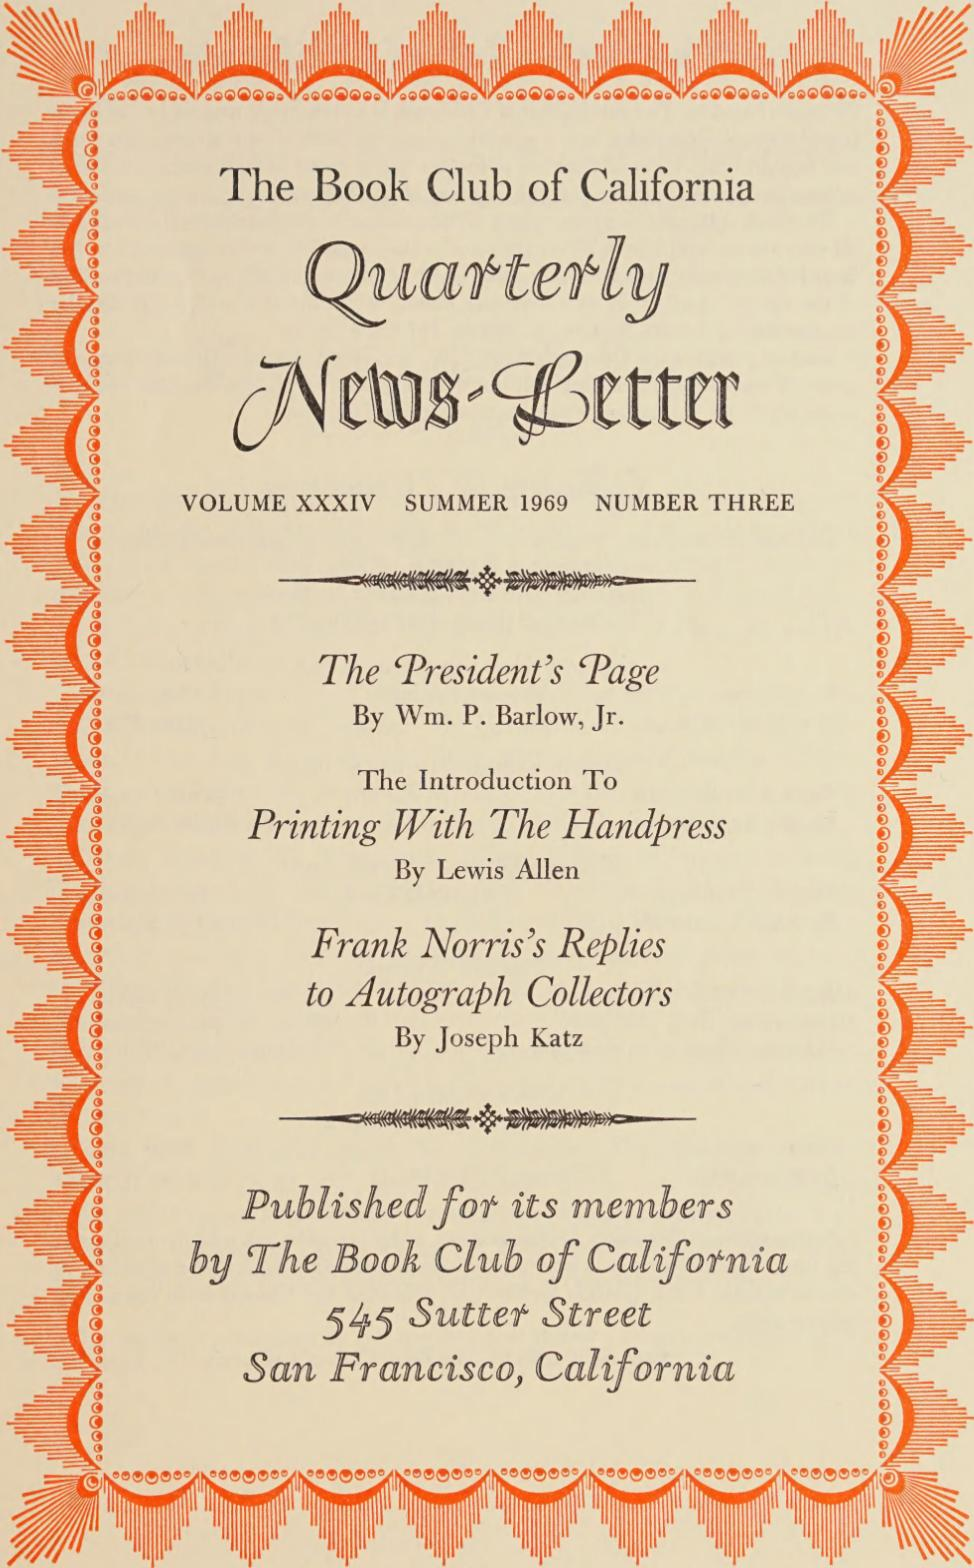 The Book Club of California
Quarterly
News-Letter
VOLUME XXXIV SUMMER 1969 NUMBER THREE
The President's Page
By Wm. P. Barlow, Jr.
The Introduction To
Printing With The Handpress
By Lewis Allen
Frank Norris's Replies
to Autograph Collectors
By Joseph Katz
Published for its members
by The Book Club of California
545 Sutter Street
San Francisco, California